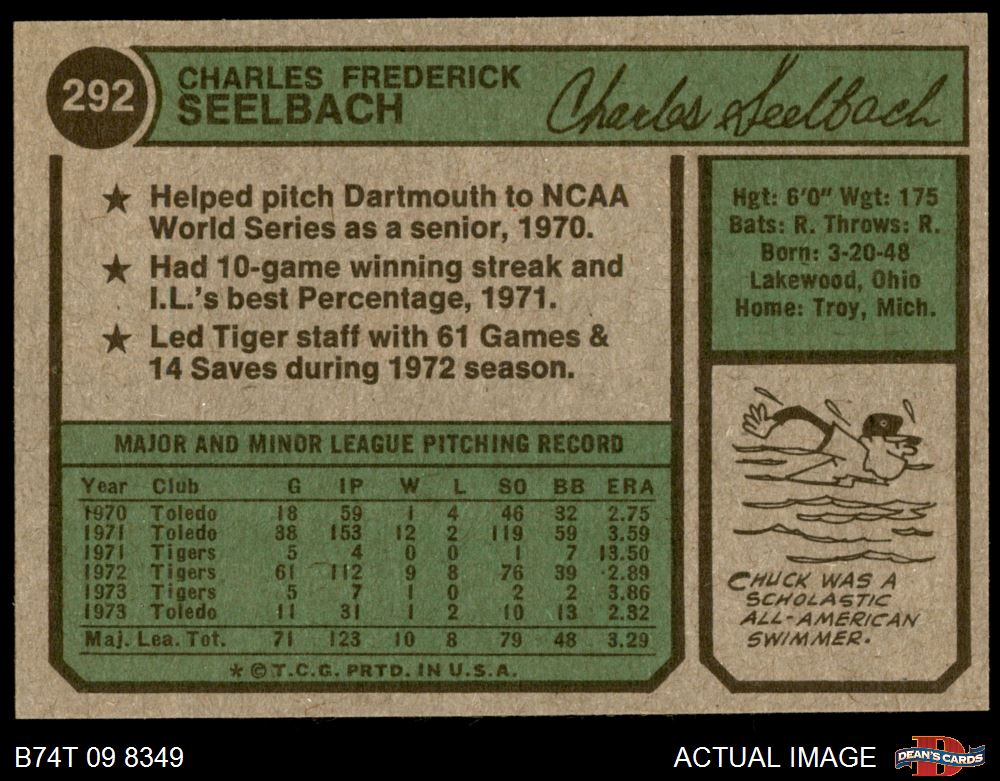 292
CHARLES FREDERICK
SEELBACH
Charles Seelbach
★ Helped pitch Dartmouth to NCAA
World Series as a senior, 1970.
★ Had 10-game winning streak and
I.L.'s best Percentage, 1971.
★ Led Tiger staff with 61 Games &
14 Saves during 1972 season.
Hgt: 6'0" Wgt: 175
Bats: R. Throws: R.
Born: 3-20-48
Lakewood, Ohio
Home: Troy, Mich.
MAJOR AND MINOR LEAGUE PITCHING RECORD
Year Club G IP W L SO BB ERA
1970 Toledo 18 59 1 4 46 32 2.75
1971 Toledo 38 153 12 2 119 59 3.59
1971 Tigers 5 4 0 0 1 7 13.50
1972 Tigers 61 112 9 8 76 39 2.89
1973 Tigers 5 7 1 0 2 2 3.86
1973 Toledo 11 31 1 2 10 13 2.32
Maj. Lea. Tot. 71 123 10 8 79 48 3.29
* © T.C.G. PRTD. IN U.S.A.
CHUCK WAS A
SCHOLASTIC
ALL-AMERICAN
SWIMMER.
B74T 09 8349
ACTUAL IMAGE
D
DEAN'S CARDS